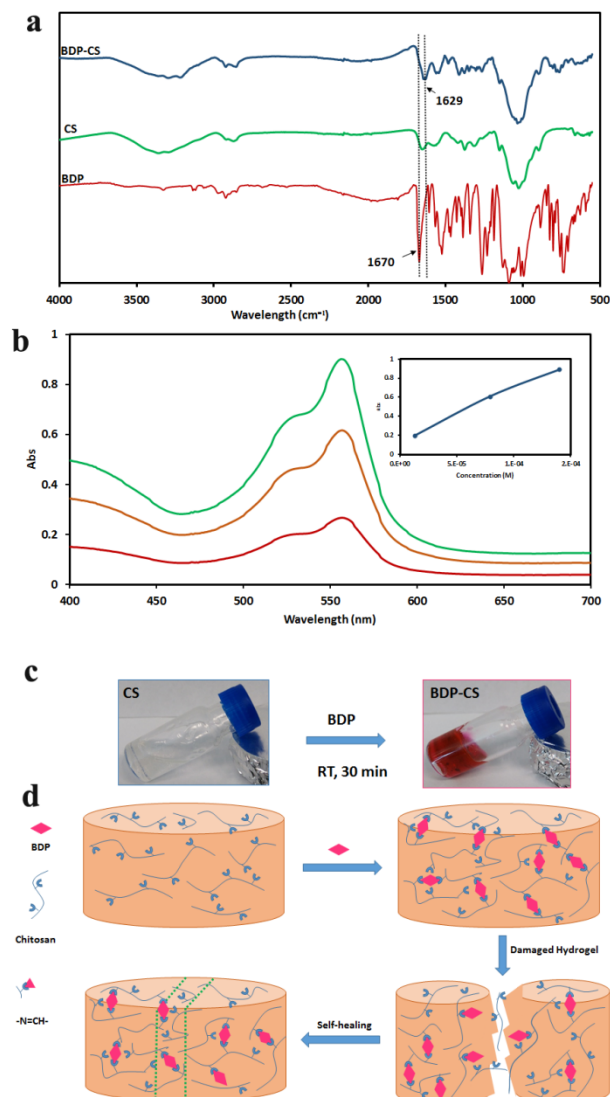 a
BDP-CS
1629
CS
BDP
1670
4000 3500 3000 2500 2000 1500 1000 500
Wavelength (cm⁻¹)
b
1
0.8
0.6
0.4
0.2
0
Abs
400 450 500 550 600 650 700
Wavelength (nm)
1
0.8
0.6
0.4
0.2
0
Abs
0.E+00 5.E-05 1.E-04 2.E-04
Concentration (M)
c
CS
BDP
RT, 30 min
BDP-CS
d
BDP
Chitosan
-N=CH-
Damaged Hydrogel
Self-healing